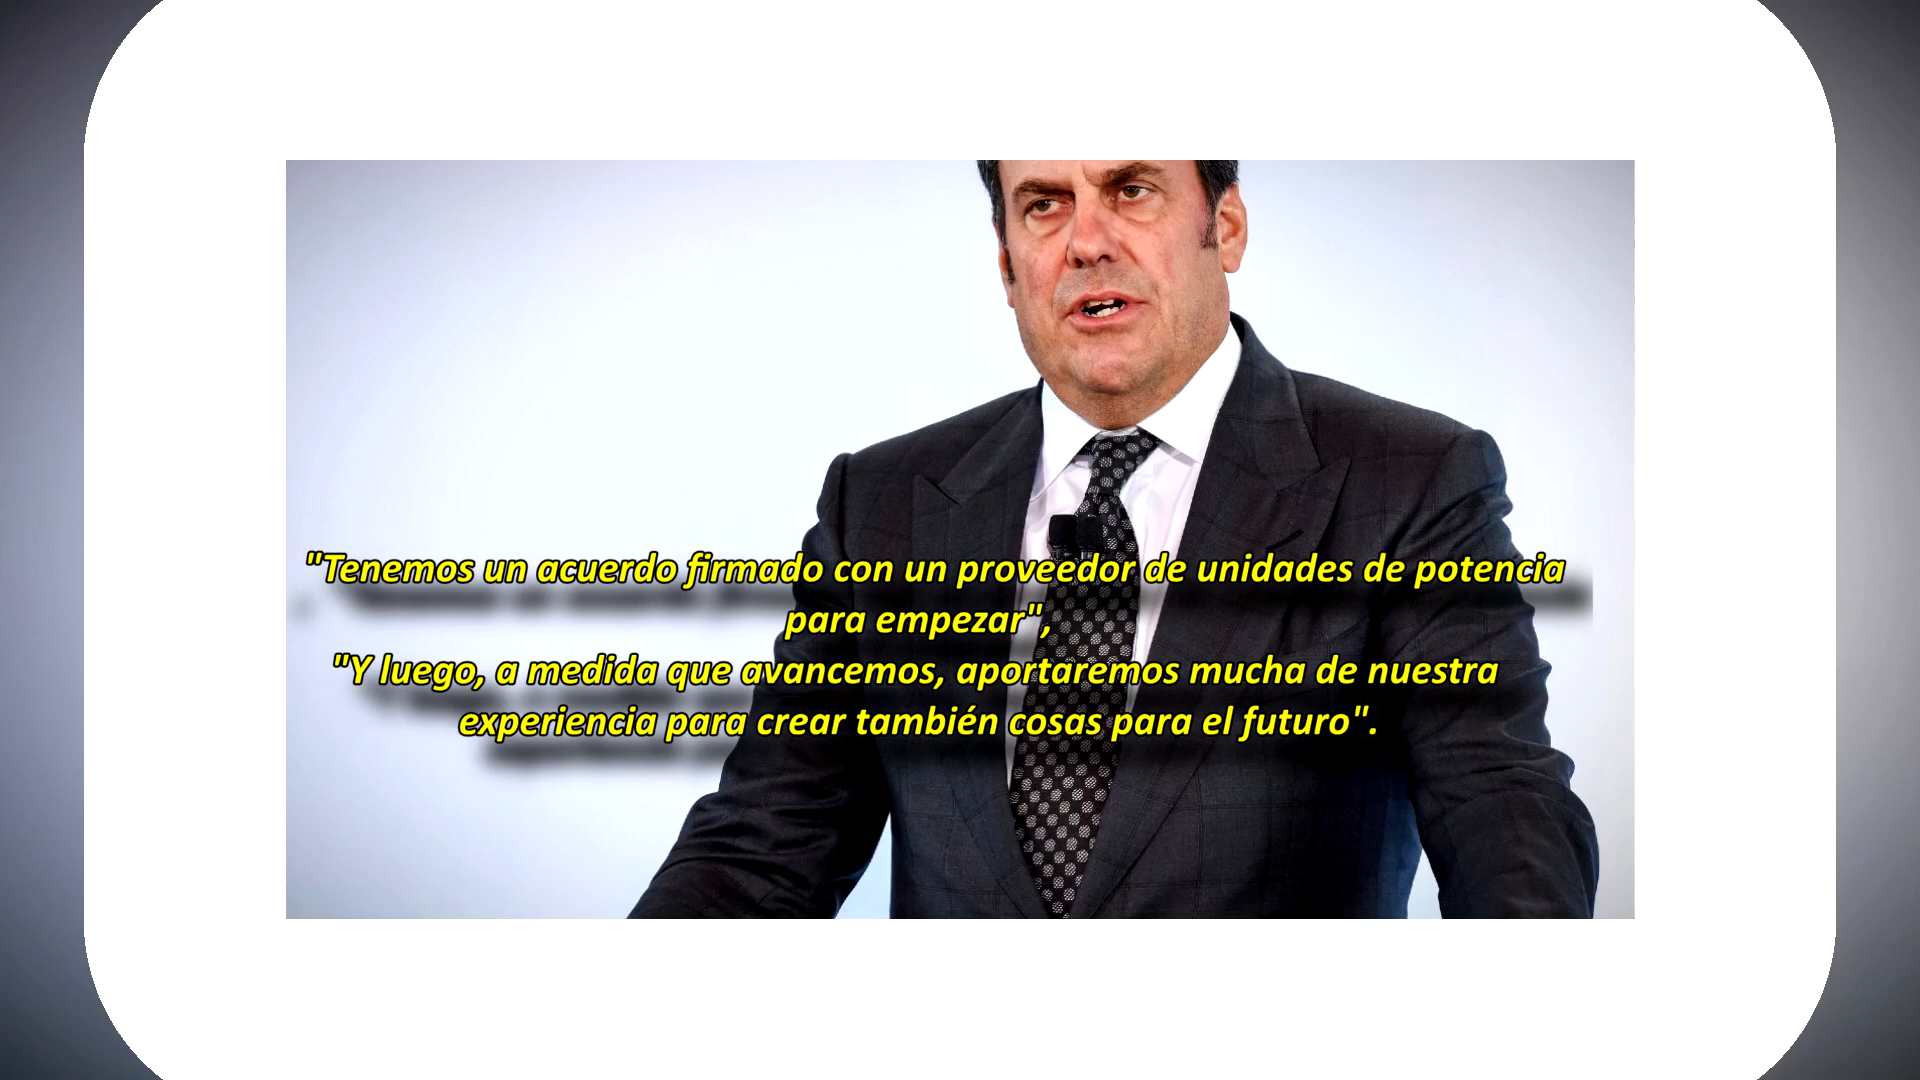 "Tenemos un acuerdo firmado con un proveedor de unidades de potencia
para empezar",
"Y luego, a medida que avancemos, aportaremos mucha de nuestra
experiencia para crear también cosas para el futuro".